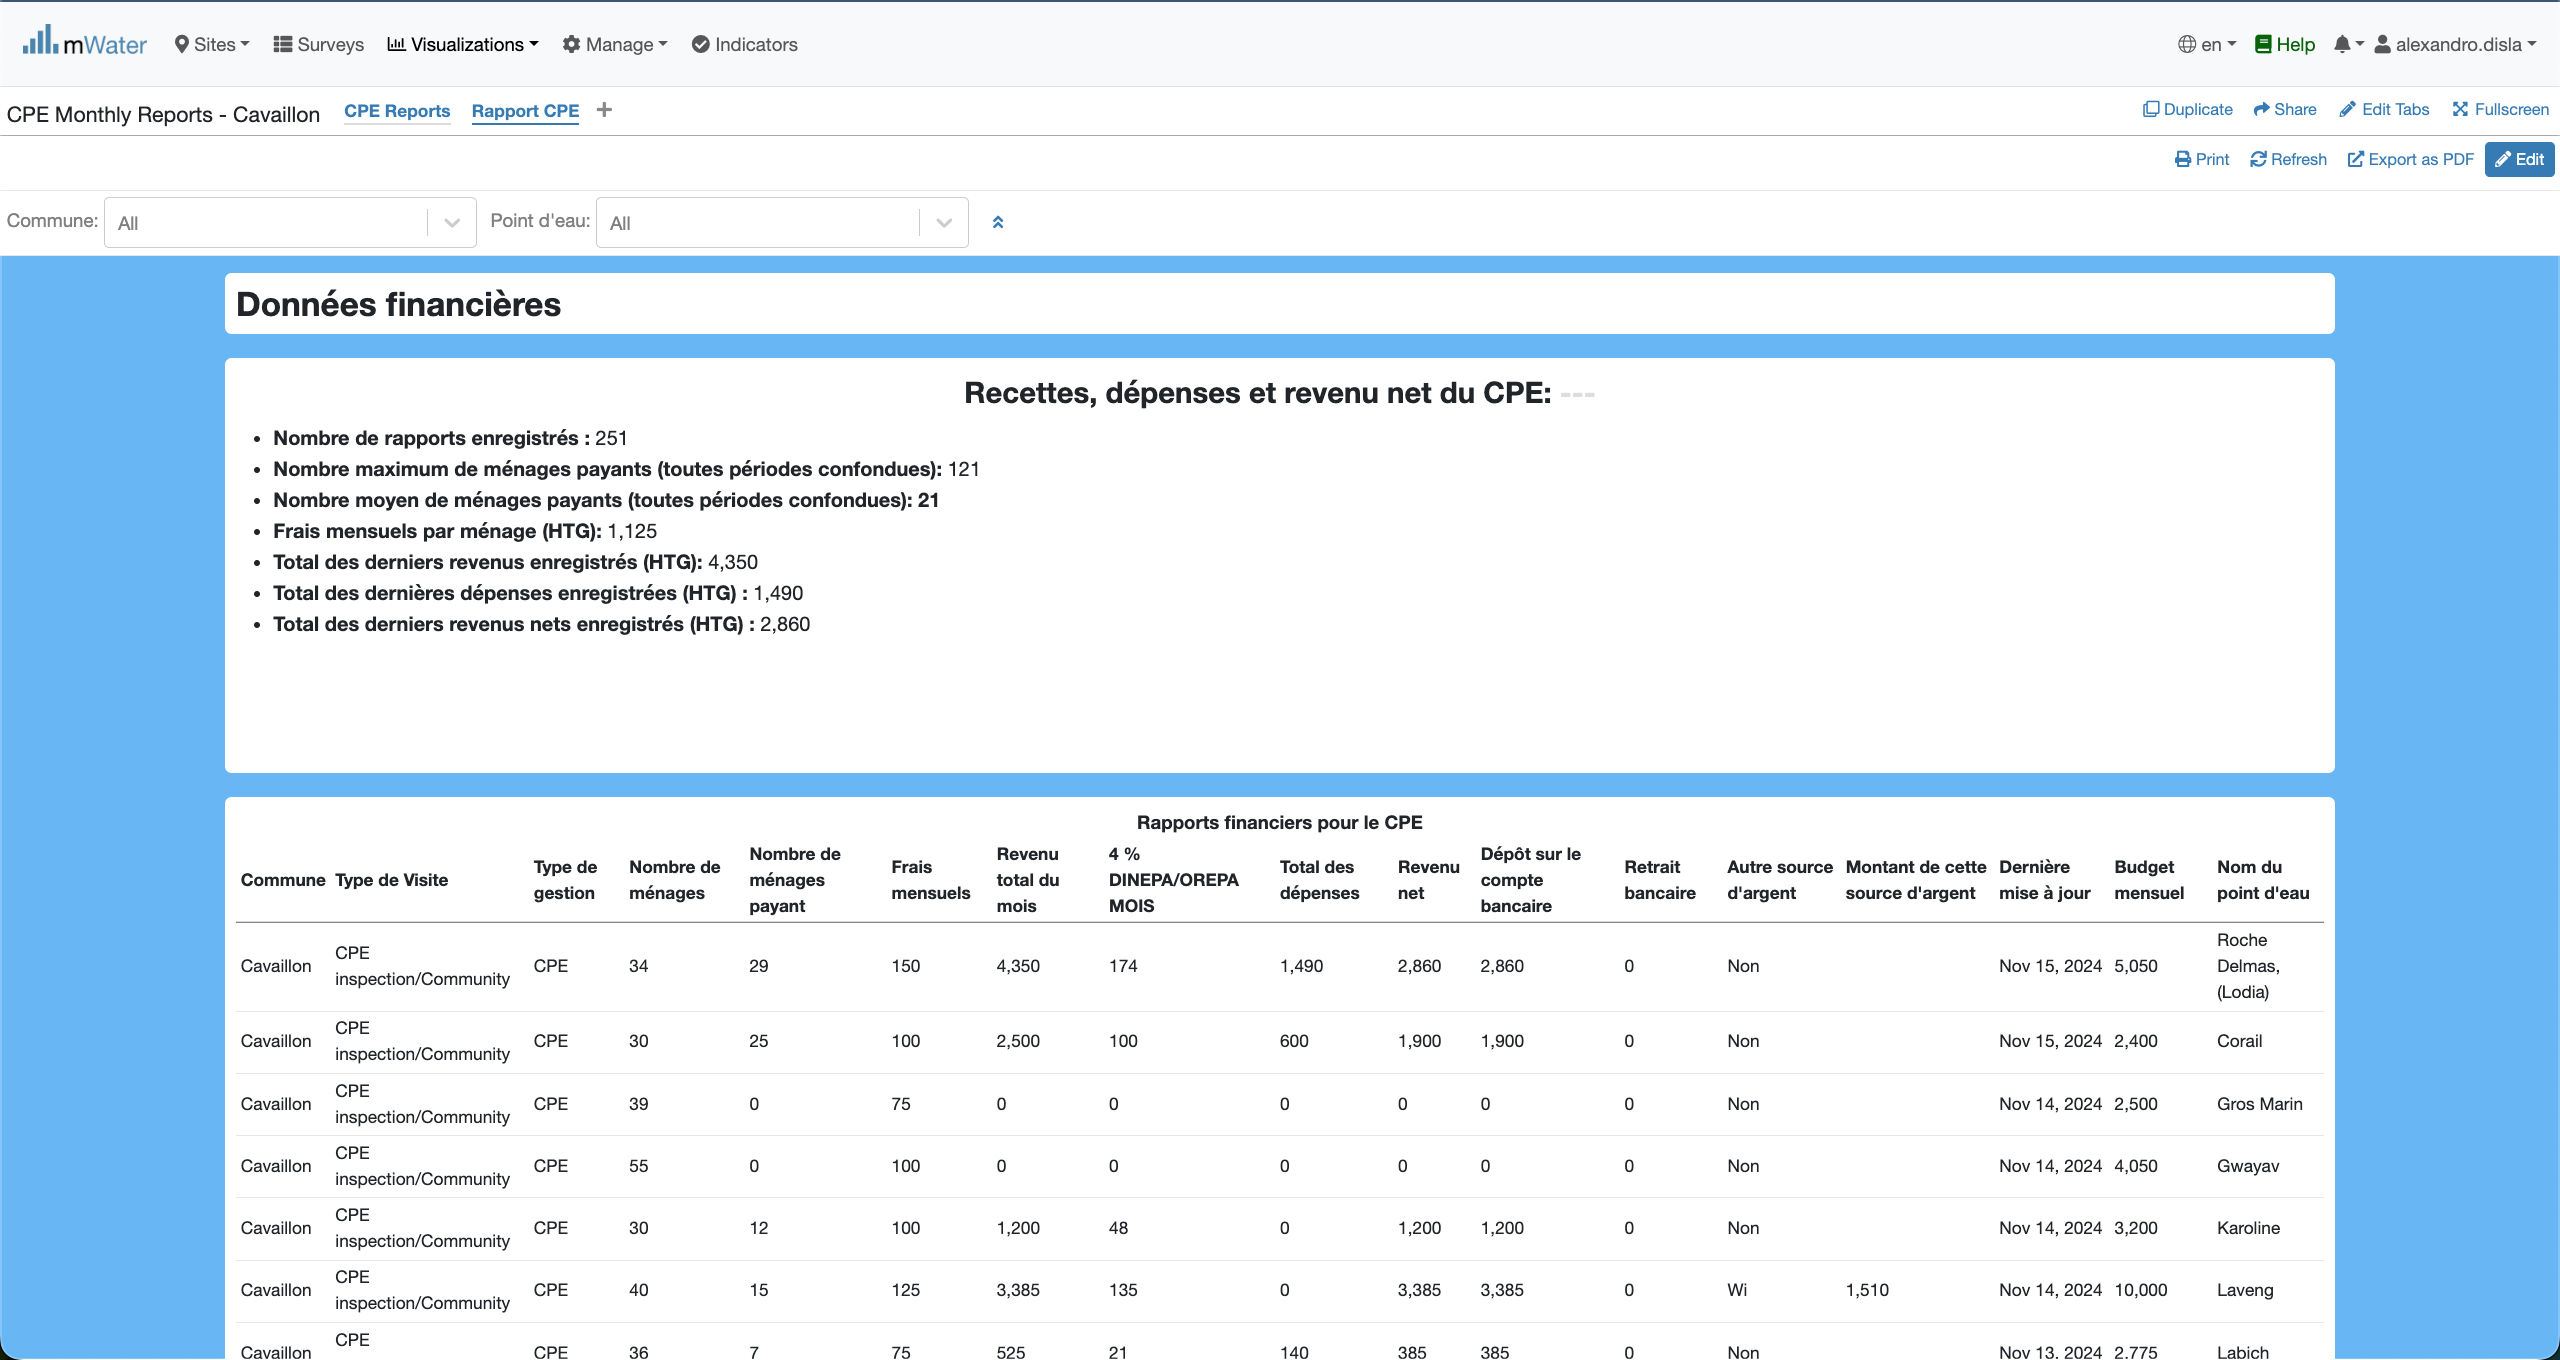 mWater Sites Surveys Visualizations Manage Indicators en Help alexandro.disla
CPE Monthly Reports - Cavaillon CPE Reports Rapport CPE + Duplicate Share Edit Tabs Fullscreen
Print Refresh Export as PDF Edit
Commune: All Point d'eau: All
Données financières
Recettes, dépenses et revenu net du CPE: ---
• Nombre de rapports enregistrés : 251
• Nombre maximum de ménages payants (toutes périodes confondues): 121
• Nombre moyen de ménages payants (toutes périodes confondues): 21
• Frais mensuels par ménage (HTG): 1,125
• Total des derniers revenus enregistrés (HTG): 4,350
• Total des dernières dépenses enregistrées (HTG) : 1,490
• Total des derniers revenus nets enregistrés (HTG) : 2,860
Rapports financiers pour le CPE
Commune Type de Visite Type de gestion Nombre de ménages Nombre de ménages payant Frais mensuels Revenu total du mois 4 % DINEPA/OREPA MOIS Total des dépenses Revenu net Dépôt sur le compte bancaire Retrait bancaire Autre source d'argent Montant de cette source d'argent Dernière mise à jour Budget mensuel Nom du point d'eau
Cavaillon CPE inspection/Community CPE 34 29 150 4,350 174 1,490 2,860 2,860 0 Non Nov 15, 2024 5,050 Roche Delmas, (Lodia)
Cavaillon CPE inspection/Community CPE 30 25 100 2,500 100 600 1,900 1,900 0 Non Nov 15, 2024 2,400 Corail
Cavaillon CPE inspection/Community CPE 39 0 75 0 0 0 0 0 0 Non Nov 14, 2024 2,500 Gros Marin
Cavaillon CPE inspection/Community CPE 55 0 100 0 0 0 0 0 0 Non Nov 14, 2024 4,050 Gwayav
Cavaillon CPE inspection/Community CPE 30 12 100 1,200 48 0 1,200 1,200 0 Non Nov 14, 2024 3,200 Karoline
Cavaillon CPE inspection/Community CPE 40 15 125 3,385 135 0 3,385 3,385 0 Wi 1,510 Nov 14, 2024 10,000 Laveng
Cavaillon CPE CPE 36 7 75 525 21 140 385 385 0 Non Nov 13, 2024 2,775 Labich